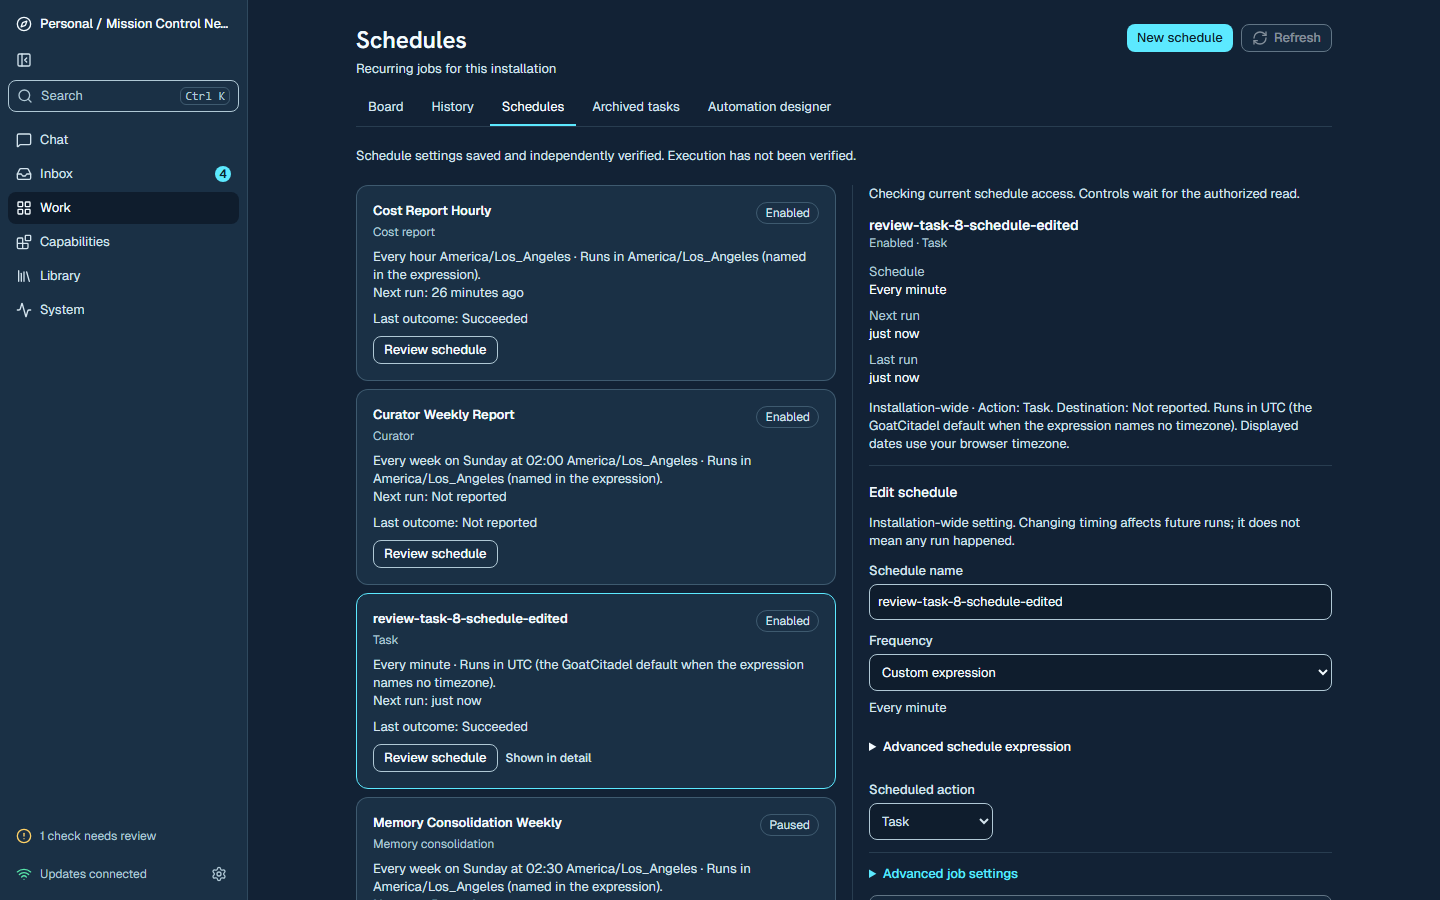 Personal / Mission Control Ne...
Search
Ctrl K
Chat
Inbox
4
Work
Capabilities
Library
System
1 check needs review
Updates connected
Schedules
Recurring jobs for this installation
New schedule
Refresh
Board
History
Schedules
Archived tasks
Automation designer
Schedule settings saved and independently verified. Execution has not been verified.
Cost Report Hourly
Enabled
Cost report
Every hour America/Los_Angeles · Runs in America/Los_Angeles (named
in the expression).
Next run: 26 minutes ago
Last outcome: Succeeded
Review schedule
Curator Weekly Report
Enabled
Curator
Every week on Sunday at 02:00 America/Los_Angeles · Runs in
America/Los_Angeles (named in the expression).
Next run: Not reported
Last outcome: Not reported
Review schedule
review-task-8-schedule-edited
Enabled
Task
Every minute · Runs in UTC (the GoatCitadel default when the expression
names no timezone).
Next run: just now
Last outcome: Succeeded
Review schedule
Shown in detail
Memory Consolidation Weekly
Paused
Memory consolidation
Every week on Sunday at 02:30 America/Los_Angeles · Runs in
America/Los_Angeles (named in the expression).
Checking current schedule access. Controls wait for the authorized read.
review-task-8-schedule-edited
Enabled · Task
Schedule
Every minute
Next run
just now
Last run
just now
Installation-wide · Action: Task. Destination: Not reported. Runs in UTC (the
GoatCitadel default when the expression names no timezone). Displayed
dates use your browser timezone.
Edit schedule
Installation-wide setting. Changing timing affects future runs; it does not
mean any run happened.
Schedule name
review-task-8-schedule-edited
Frequency
Custom expression
Every minute
Advanced schedule expression
Scheduled action
Task
Advanced job settings